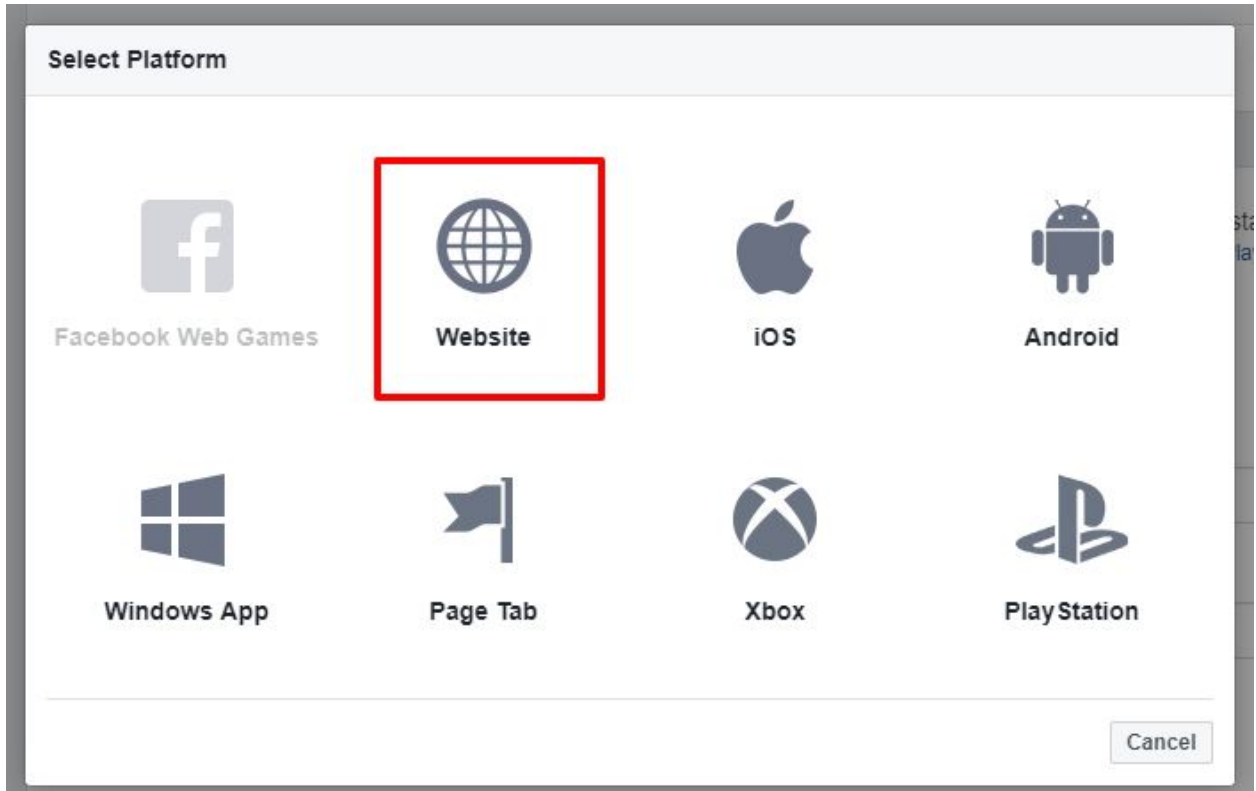 Select Platform
Facebook Web Games
Website
iOS
Android
Windows App
Page Tab
Xbox
PlayStation
Cancel